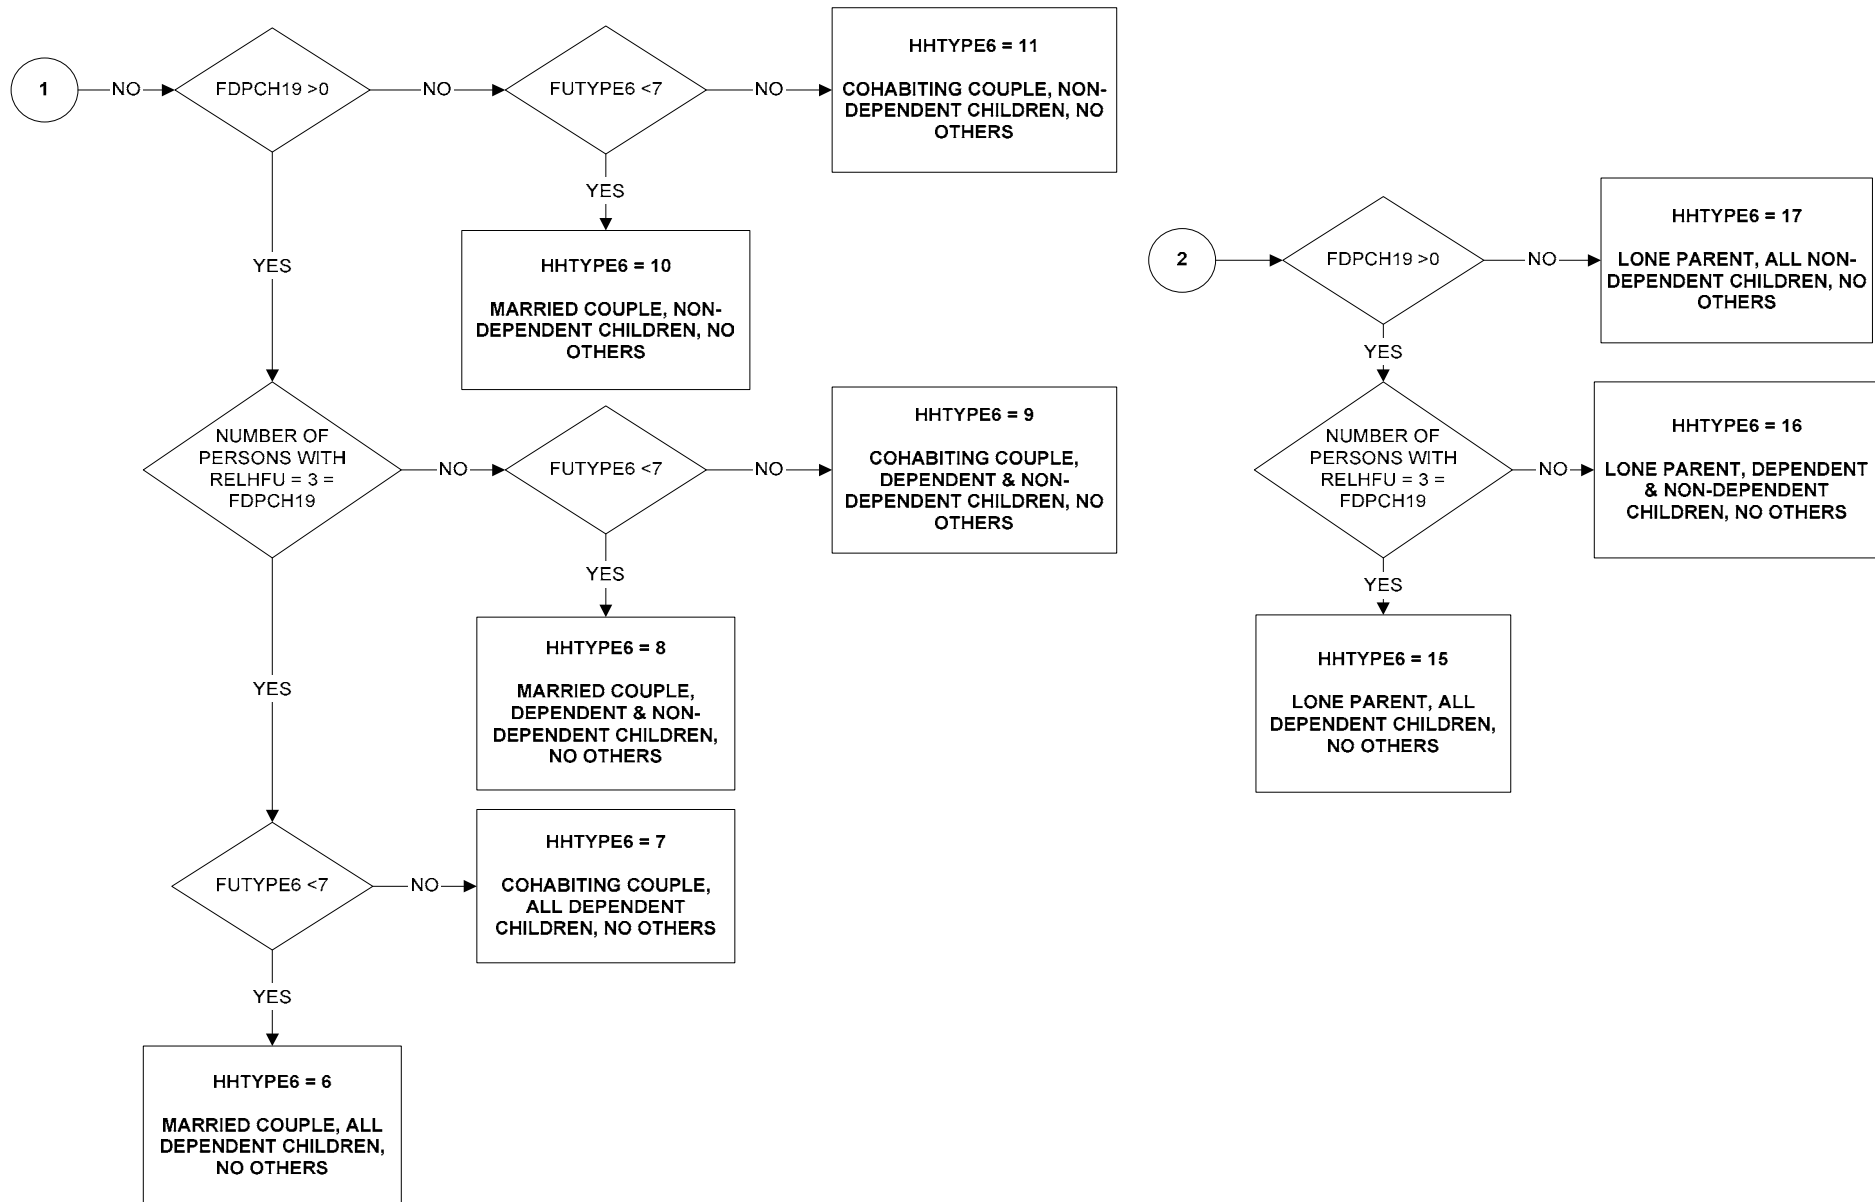 1
NO
FDPCH19 >0
NO
FUTYPE6 <7
NO
HHTYPE6 = 11
COHABITING COUPLE, NON-
DEPENDENT CHILDREN, NO
OTHERS
YES
HHTYPE6 = 10
MARRIED COUPLE, NON-
DEPENDENT CHILDREN, NO
OTHERS
YES
NUMBER OF
PERSONS WITH
RELHFU = 3 =
FDPCH19
NO
FUTYPE6 <7
NO
HHTYPE6 = 9
COHABITING COUPLE,
DEPENDENT & NON-
DEPENDENT CHILDREN, NO
OTHERS
YES
HHTYPE6 = 8
MARRIED COUPLE,
DEPENDENT & NON-
DEPENDENT CHILDREN,
NO OTHERS
YES
FUTYPE6 <7
NO
HHTYPE6 = 7
COHABITING COUPLE,
ALL DEPENDENT
CHILDREN, NO OTHERS
YES
HHTYPE6 = 6
MARRIED COUPLE, ALL
DEPENDENT CHILDREN,
NO OTHERS
2
FDPCH19 >0
NO
HHTYPE6 = 17
LONE PARENT, ALL NON-
DEPENDENT CHILDREN, NO
OTHERS
YES
NUMBER OF
PERSONS WITH
RELHFU = 3 =
FDPCH19
NO
HHTYPE6 = 16
LONE PARENT, DEPENDENT
& NON-DEPENDENT
CHILDREN, NO OTHERS
YES
HHTYPE6 = 15
LONE PARENT, ALL
DEPENDENT CHILDREN,
NO OTHERS